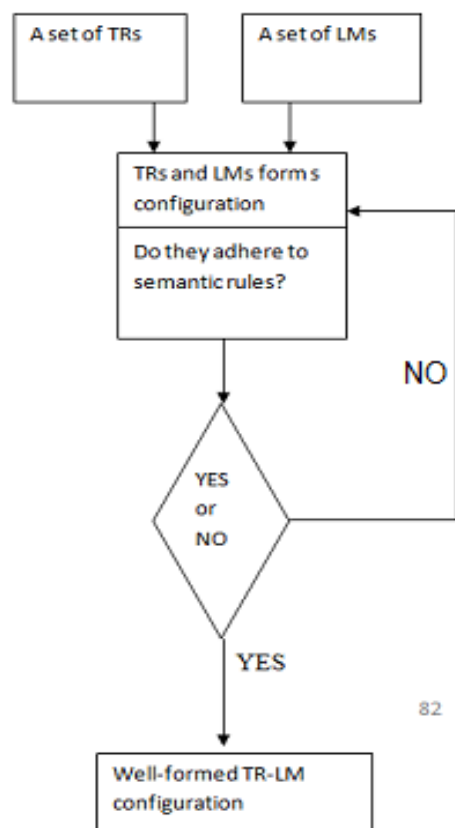 A set of TRs
A set of LMs
TRs and LMs form s
configuration
Do they adhere to
semantic rules?
NO
YES
or
NO
YES
82
Well-formed TR-LM
configuration